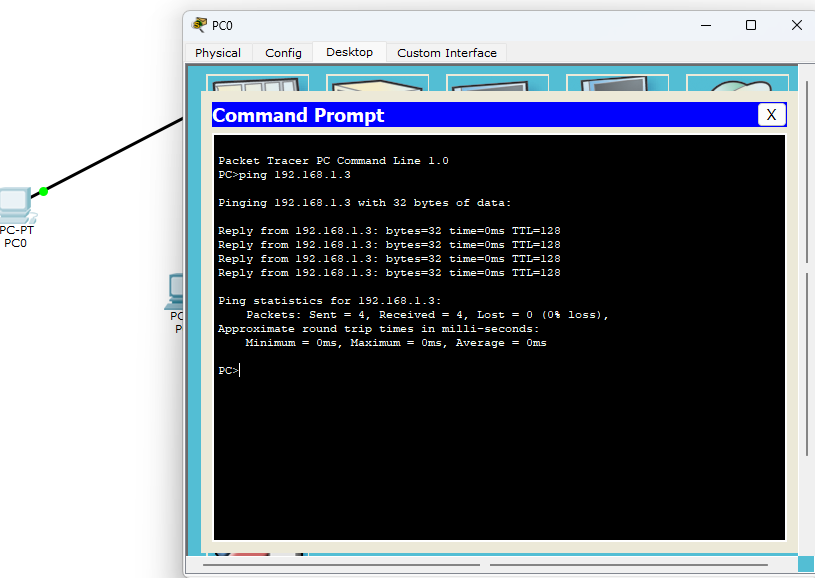 PC0
Physical
Config
Desktop
Custom Interface
Command Prompt
X
Packet Tracer PC Command Line 1.0
PC>ping 192.168.1.3
Pinging 192.168.1.3 with 32 bytes of data:
Reply from 192.168.1.3: bytes=32 time=0ms TTL=128
Reply from 192.168.1.3: bytes=32 time=0ms TTL=128
Reply from 192.168.1.3: bytes=32 time=0ms TTL=128
Reply from 192.168.1.3: bytes=32 time=0ms TTL=128
Ping statistics for 192.168.1.3:
Packets: Sent = 4, Received = 4, Lost = 0 (0% loss),
Approximate round trip times in milli-seconds:
Minimum = 0ms, Maximum = 0ms, Average = 0ms
PC>
PC-PT
PC0
PC
P